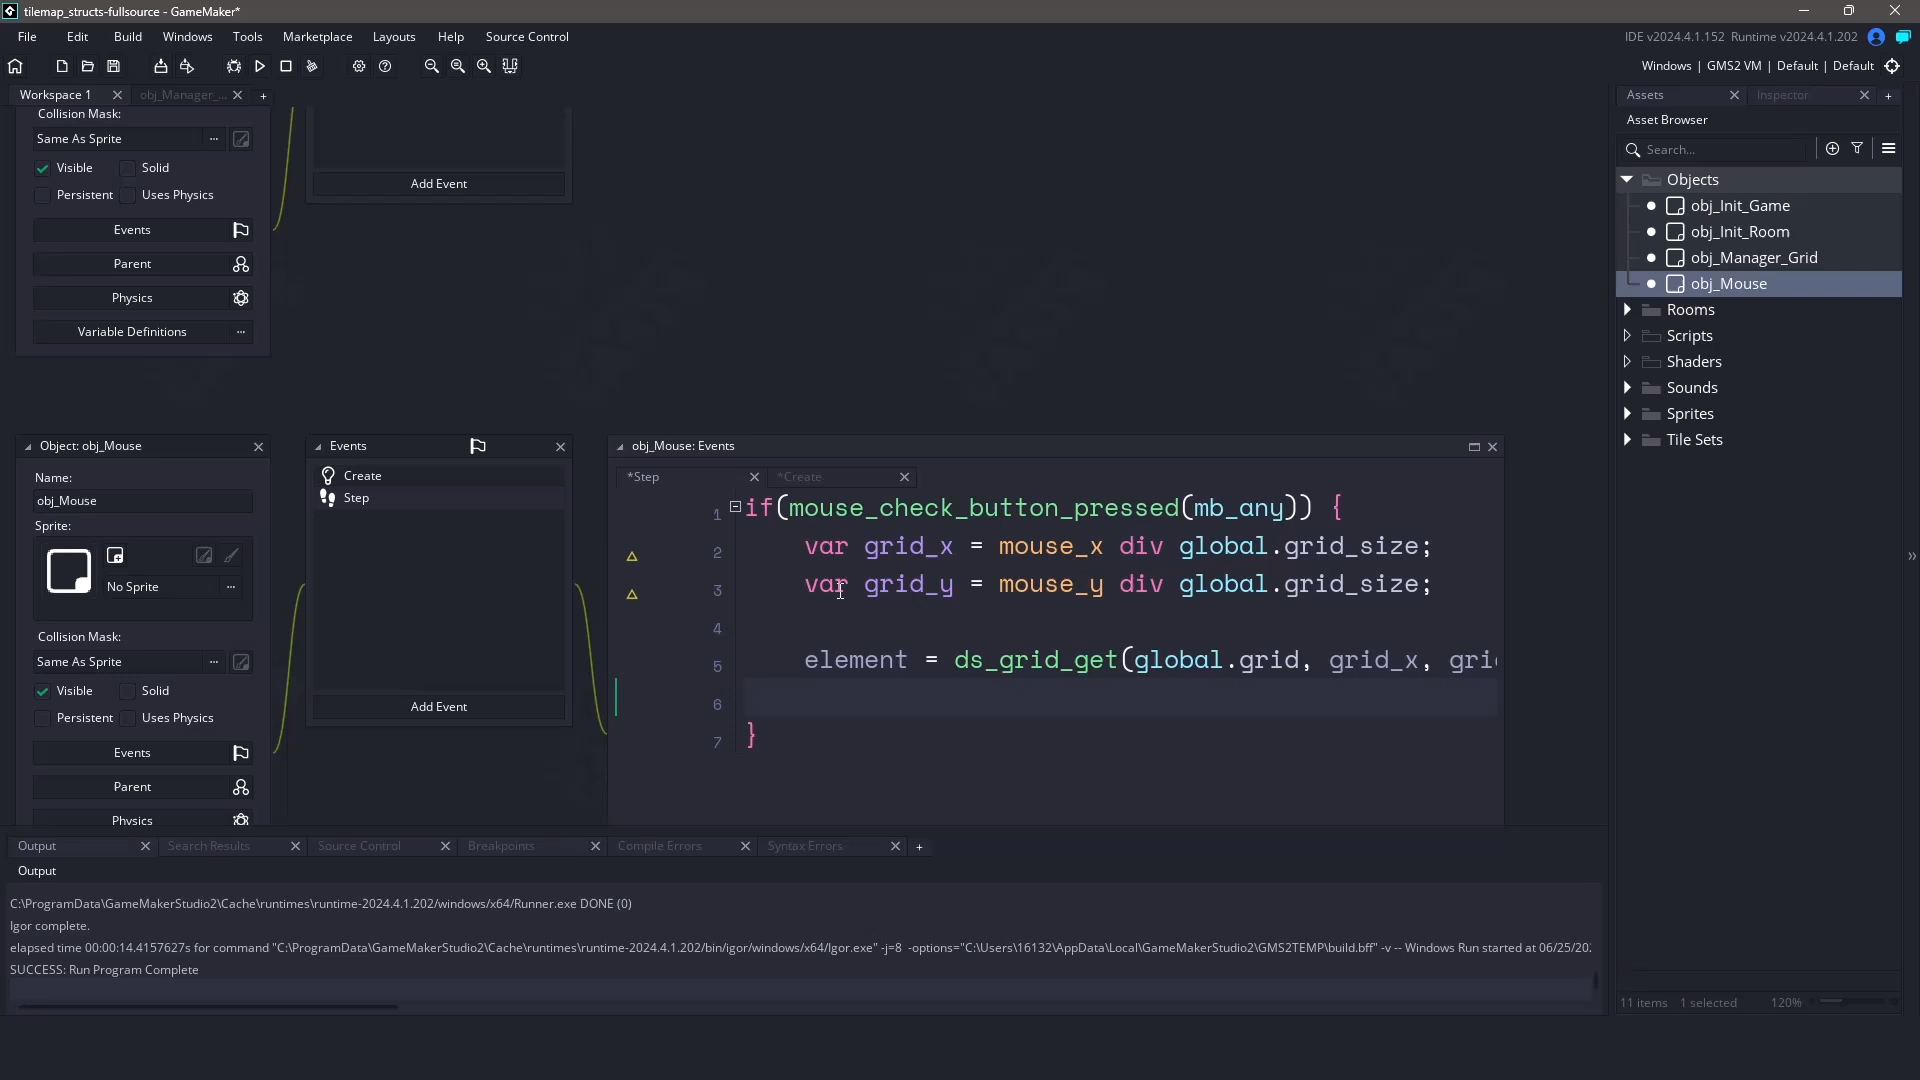 tilemap_structs-fullsource - GameMaker*
File Edit Build Windows Tools Marketplace Layouts Help Source Control
IDE v2024.4.1.152 Runtime v2024.4.1.202
Windows | GMS2 VM | Default | Default
Workspace 1
obj_Manager_...
Collision Mask:
Same As Sprite
Visible
Solid
Persistent
Uses Physics
Events
Parent
Physics
Variable Definitions
Add Event
Object: obj_Mouse
Name:
obj_Mouse
Sprite:
No Sprite
Collision Mask:
Same As Sprite
Visible
Solid
Persistent
Uses Physics
Events
Parent
Physics
Events
Create
Step
Add Event
obj_Mouse: Events
*Step
*Create
1 if(mouse_check_button_pressed(mb_any)) {
2 var grid_x = mouse_x div global.grid_size;
3 var grid_y = mouse_y div global.grid_size;
4
5 element = ds_grid_get(global.grid, grid_x, gri
6
7 }
Assets
Inspector
Asset Browser
Search...
Objects
obj_Init_Game
obj_Init_Room
obj_Manager_Grid
obj_Mouse
Rooms
Scripts
Shaders
Sounds
Sprites
Tile Sets
11 items 1 selected 120%
Output
Search Results
Source Control
Breakpoints
Compile Errors
Syntax Errors
Output
C:\ProgramData\GameMakerStudio2\Cache\runtimes\runtime-2024.4.1.202/windows/x64/Runner.exe DONE (0)
Igor complete.
elapsed time 00:00:14.4157627s for command "C:\ProgramData\GameMakerStudio2\Cache\runtimes\runtime-2024.4.1.202/bin/igor/windows/x64/Igor.exe" -j=8 -options="C:\Users\16132\AppData\Local\GameMakerStudio2\GMS2TEMP\build.bff" -v -- Windows Run started at 06/25/202
SUCCESS: Run Program Complete